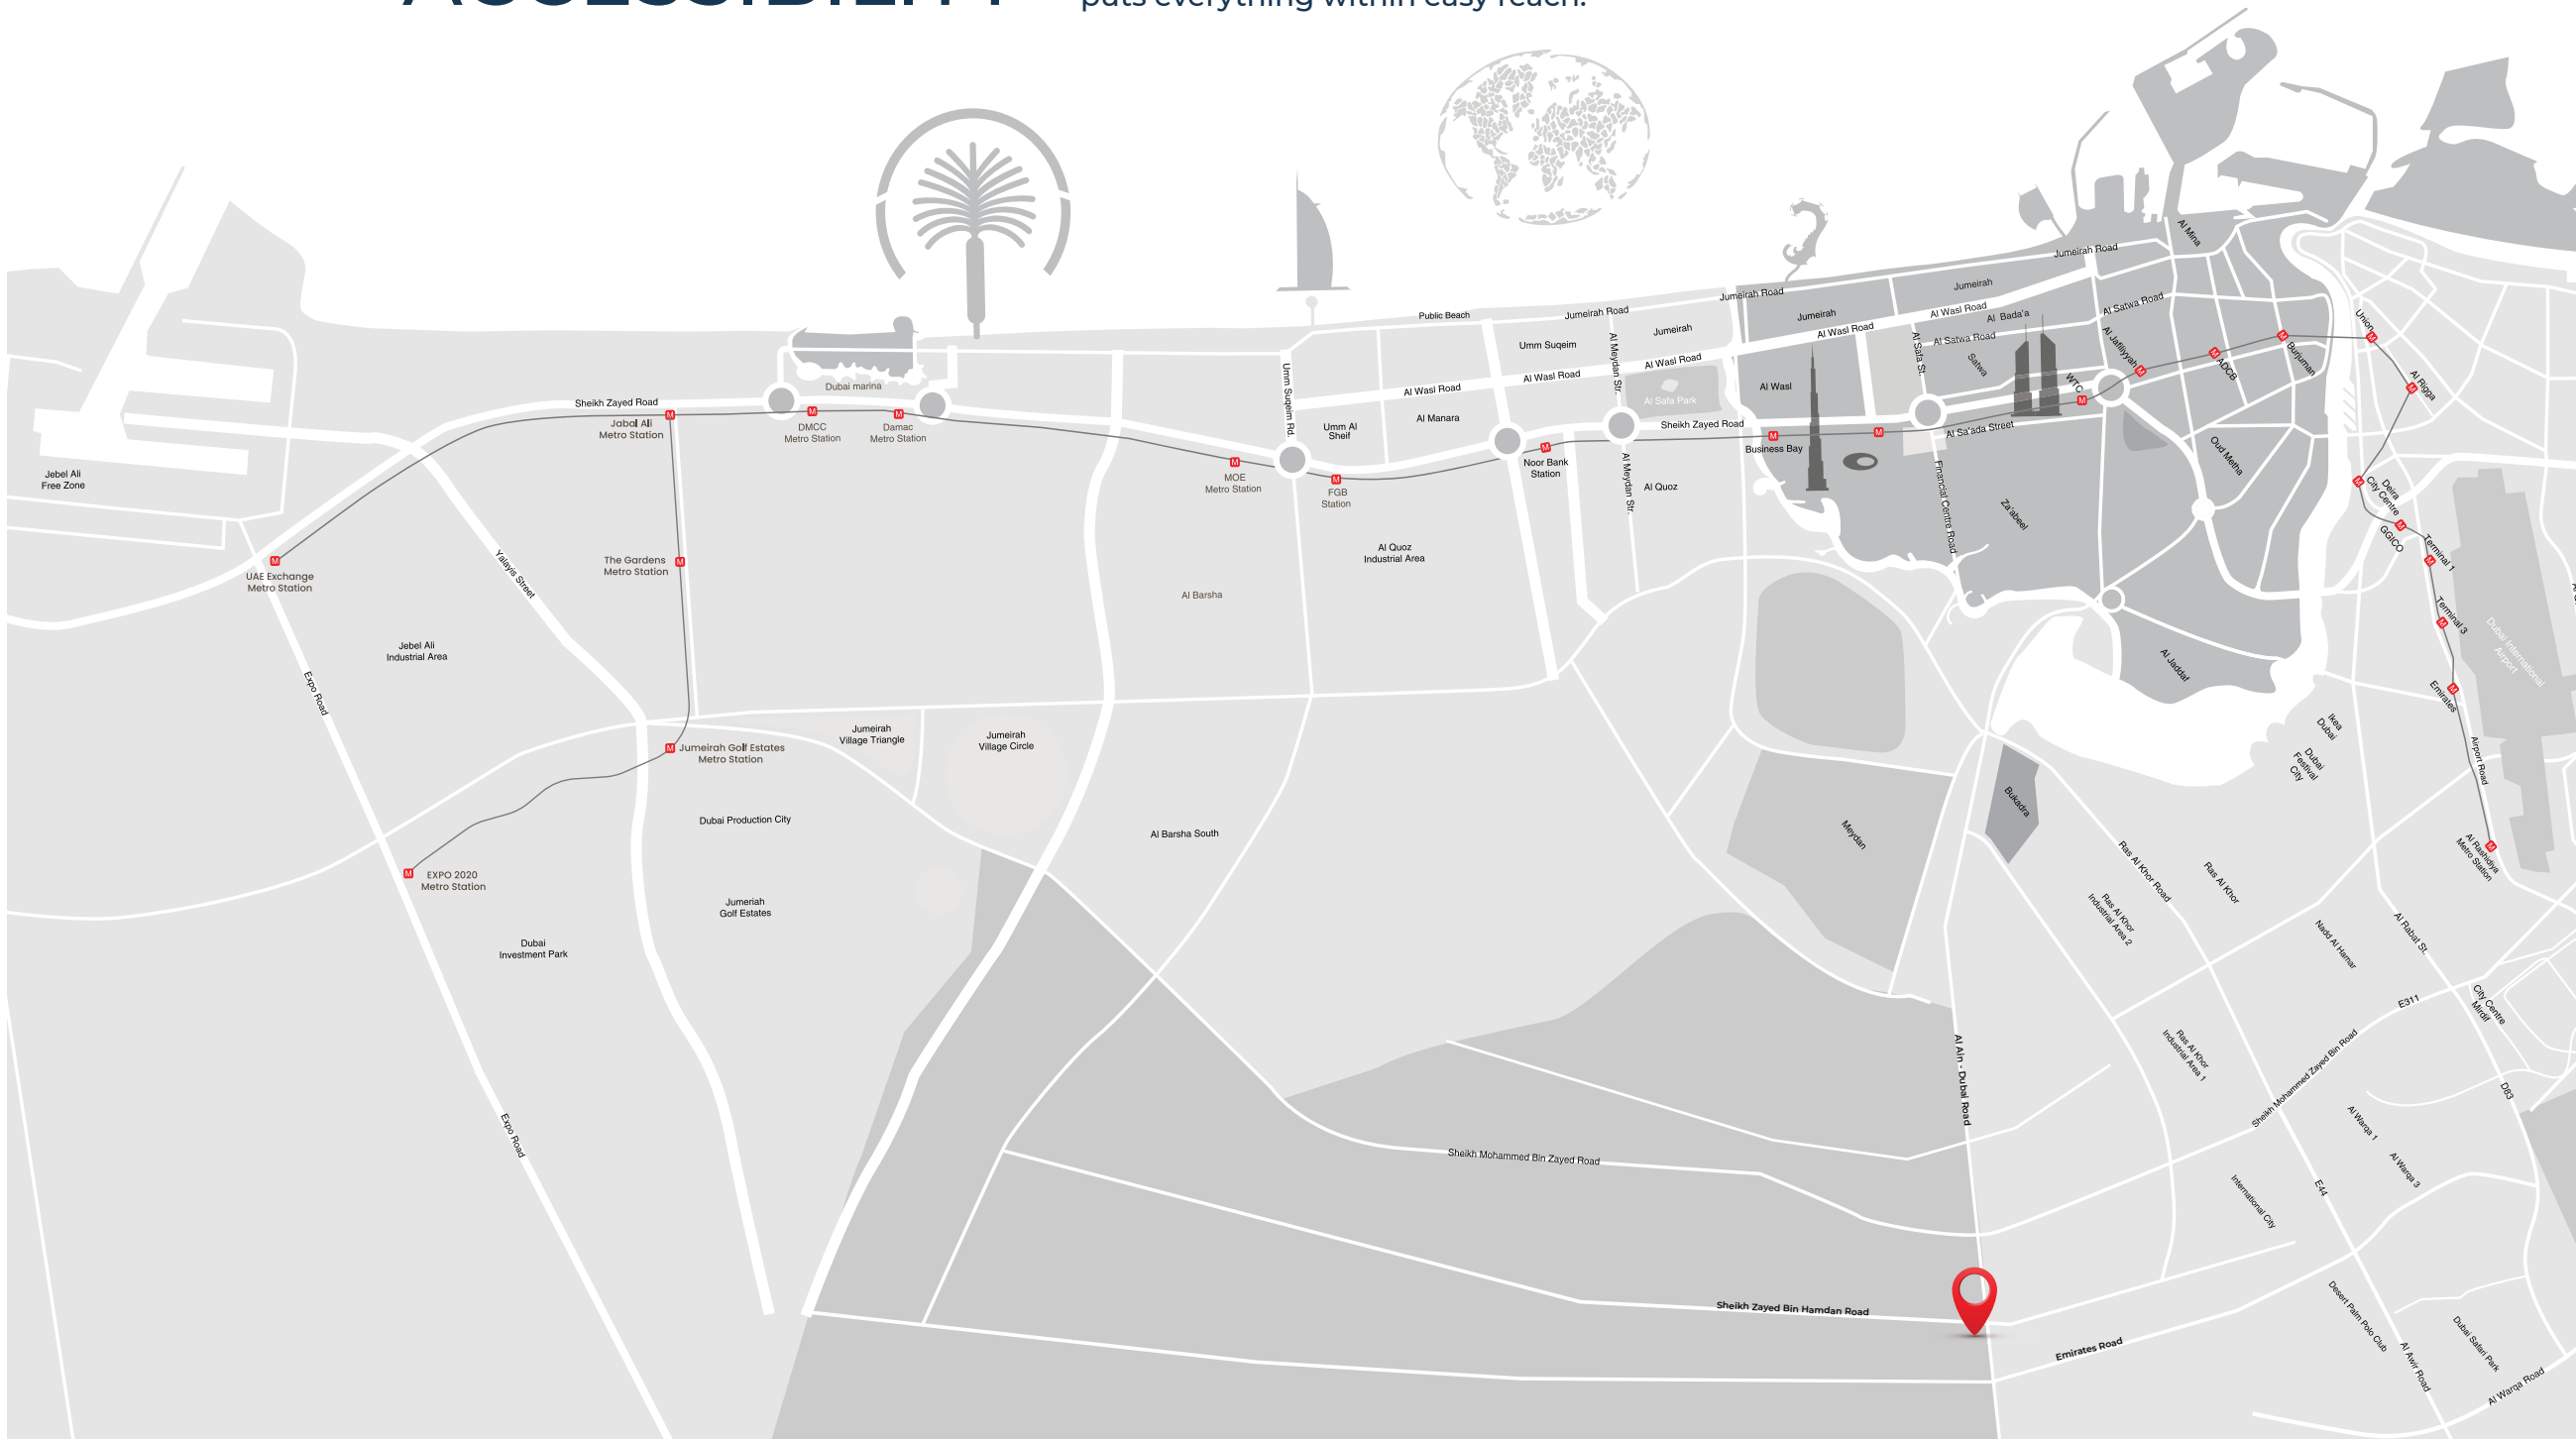 puts everything within easy reach.
Al Mina
Jumeirah Road
Jumeirah
Jumeirah Road
Al Satwa Road
Al Wasl Road
Jumeirah
Jumeirah Road
Public Beach
Al Bada'a
Union
Al Wasl Road
Jumeirah
Al Satwa Road
Al Jafiliyyah
Umm Suqeim
Al Safa St.
Burjuman
Al Meydan Str.
Al Wasl Road
Satwa
ADCB
Al Rigga
Al Wasl Road
WTC
Al Wasl
Dubai marina
Al Wasl Road
Umm Suqeim Rd.
Al Safa Park
Sheikh Zayed Road
Al Manara
Jabal Ali
Metro Station
DMCC
Metro Station
Damac
Metro Station
Umm Al
Sheif
Sheikh Zayed Road
Al Sa'ada Street
Business Bay
Oud Metha
Noor Bank
Station
Jebel Ali
Free Zone
MOE
Metro Station
FGB
Station
Al Meydan Str.
Al Quoz
Financial Centre Road
Za'abeel
Deira
City Centre
GGICO
Terminal 1
Al Quoz
Industrial Area
The Gardens
Metro Station
UAE Exchange
Metro Station
Yalayis Street
Al Barsha
Terminal 3
Dubai International
Airport
Jebel Ali
Industrial Area
Al Jaddaf
Expo Road
Emirates
Ikea
Dubai
Jumeirah Golf Estates
Metro Station
Jumeirah
Village Triangle
Jumeirah
Village Circle
Dubai
Festival
City
Airport Road
Bukadra
Dubai Production City
Al Barsha South
Meydan
Al Rashidiya
Metro Station
EXPO 2020
Metro Station
Ras Al Khor Road
Ras Al Khor
Jumeriah
Golf Estates
Ras Al Khor
Industrial Area 2
Al Rabat St.
Nadd Al Hamar
Dubai
Investment Park
E311
City Centre
Mirdif
Al Ain - Dubai Road
Ras Al Khor
Industrial Area 1
Sheikh Mohammed Zayed Bin Road
D83
Expo Road
Al Warqa 1
Sheikh Mohammed Bin Zayed Road
Al Warqa 3
E44
International City
Sheikh Zayed Bin Hamdan Road
Desert Palm Polo Club
Emirates Road
Dubai Safari Park
Al Awir Road
Al Warqa Road